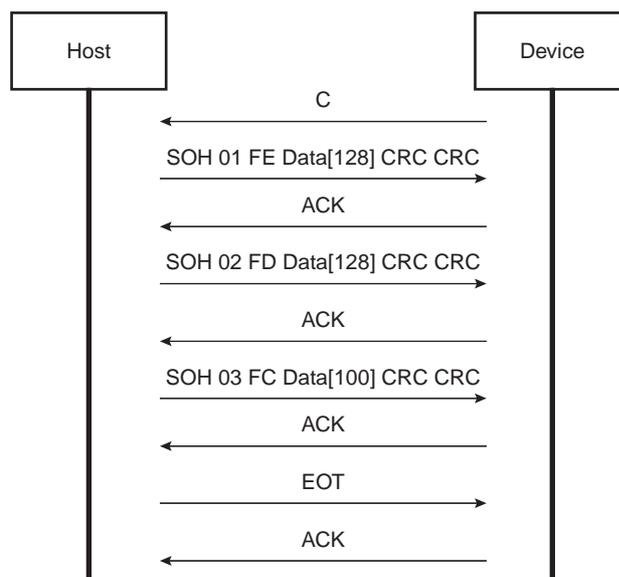 Host
Device
C
SOH 01 FE Data[128] CRC CRC
ACK
SOH 02 FD Data[128] CRC CRC
ACK
SOH 03 FC Data[100] CRC CRC
ACK
EOT
ACK